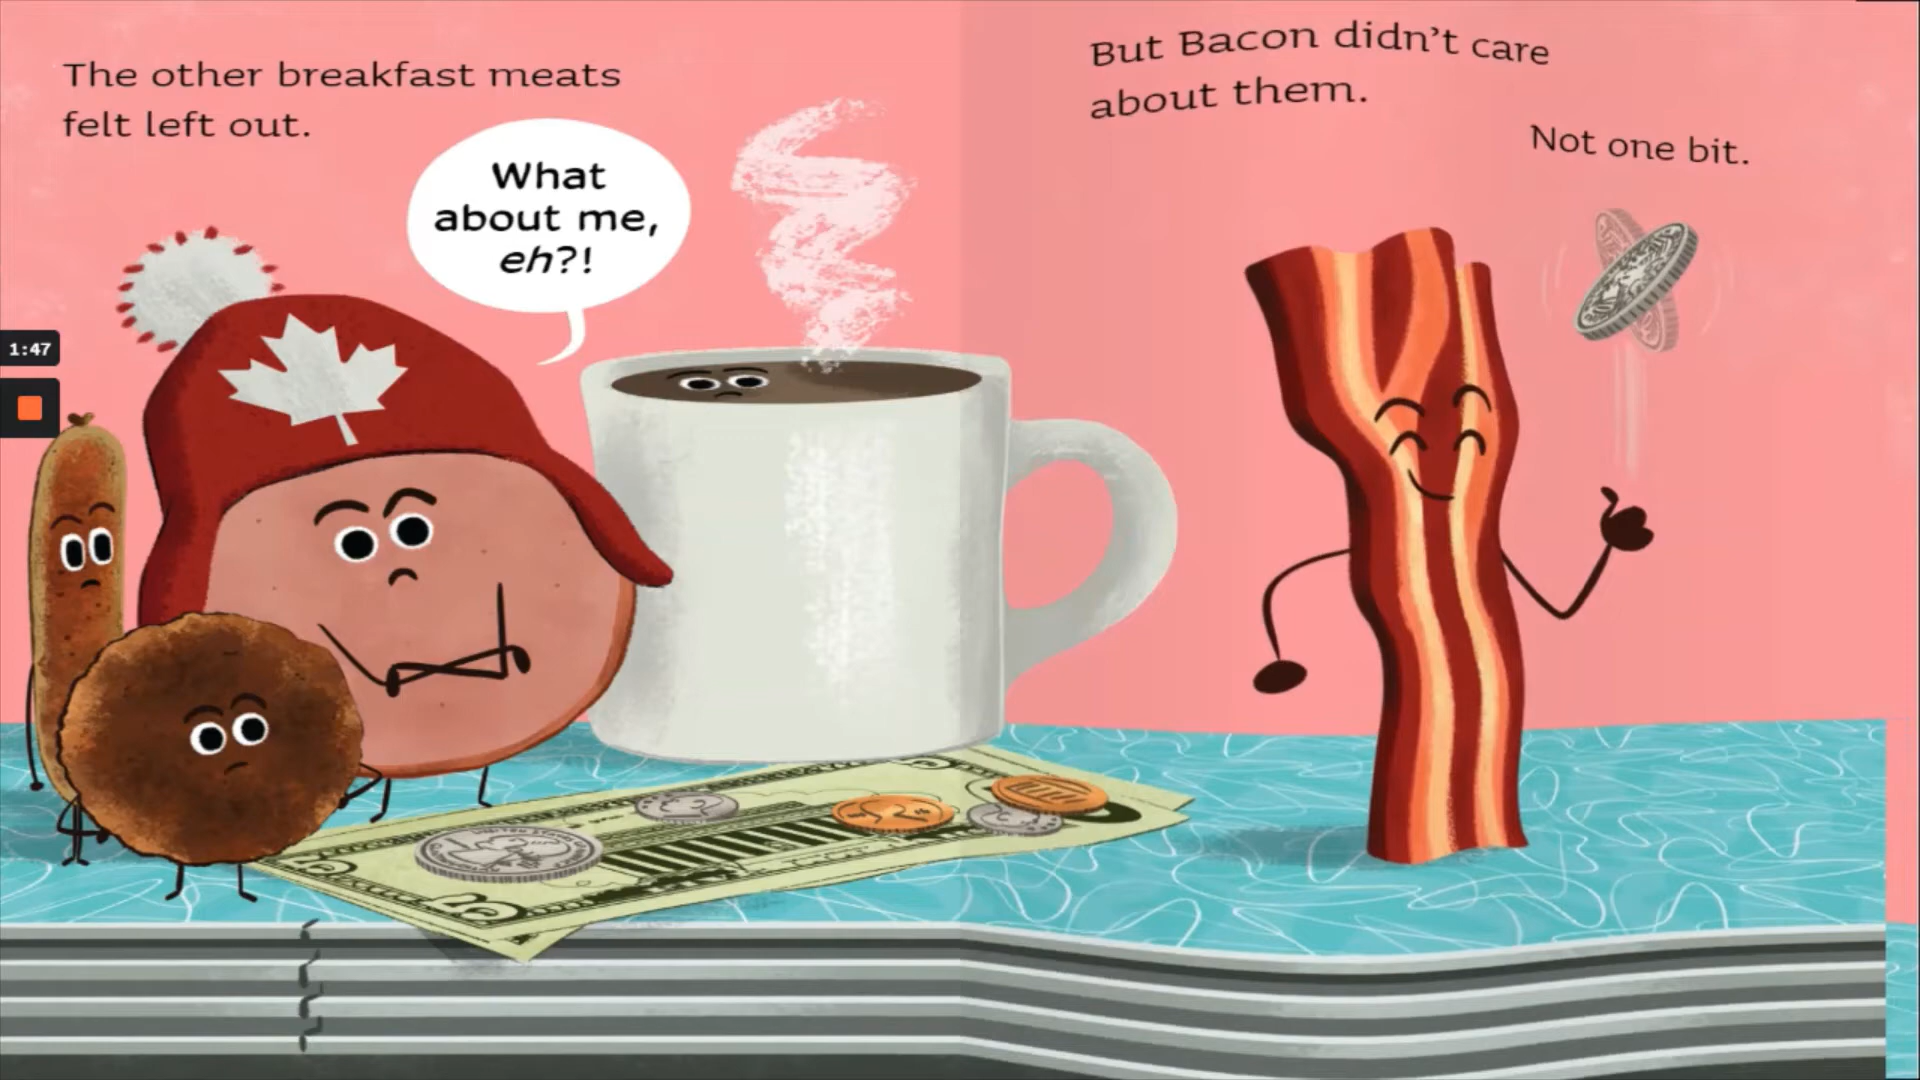 The other breakfast meats
felt left out.
What
about me,
eh?!
But Bacon didn't care
about them.
Not one bit.
1:47